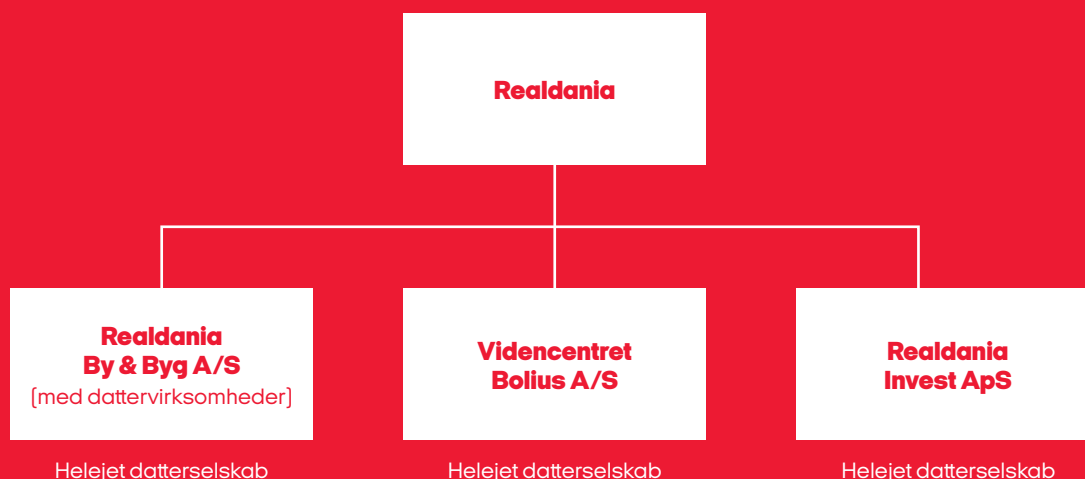 Realdania
Realdania
By & Byg A/S
(med dattervirksomheder)
Helejet datterselskab
Videncentret
Bolius A/S
Helejet datterselskab
Realdania
Invest ApS
Helejet datterselskab